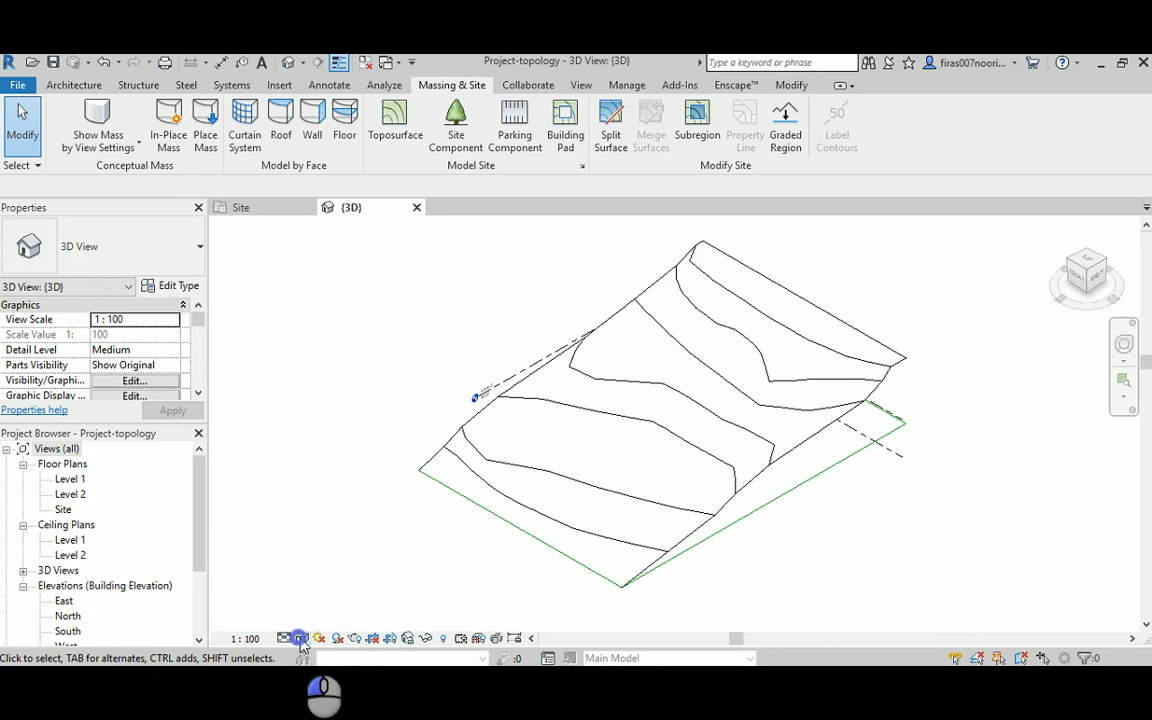 Project-topology - 3D View: {3D}
Type a keyword or phrase
firas007noori...
File
Architecture
Structure
Steel
Systems
Insert
Annotate
Analyze
Massing & Site
Collaborate
View
Manage
Add-Ins
Enscape™
Modify
Modify
Show Mass
by View Settings
In-Place
Mass
Place
Mass
Curtain
System
Roof
Wall
Floor
Toposurface
Site
Component
Parking
Component
Building
Pad
Split
Surface
Merge
Surfaces
Subregion
Property
Line
Graded
Region
50
Label
Contours
Select
Conceptual Mass
Model by Face
Model Site
Modify Site
Properties
Site
{3D}
3D View
3D View: {3D}
Edit Type
Graphics
View Scale
1 : 100
Scale Value 1:
100
Detail Level
Medium
Parts Visibility
Show Original
Visibility/Graphi...
Edit...
Graphic Display ...
Edit...
Properties help
Apply
Project Browser - Project-topology
Views (all)
Floor Plans
Level 1
Level 2
Site
Ceiling Plans
Level 1
Level 2
3D Views
Elevations (Building Elevation)
East
North
South
1 : 100
Click to select, TAB for alternates, CTRL adds, SHIFT unselects.
:0
Main Model
:0